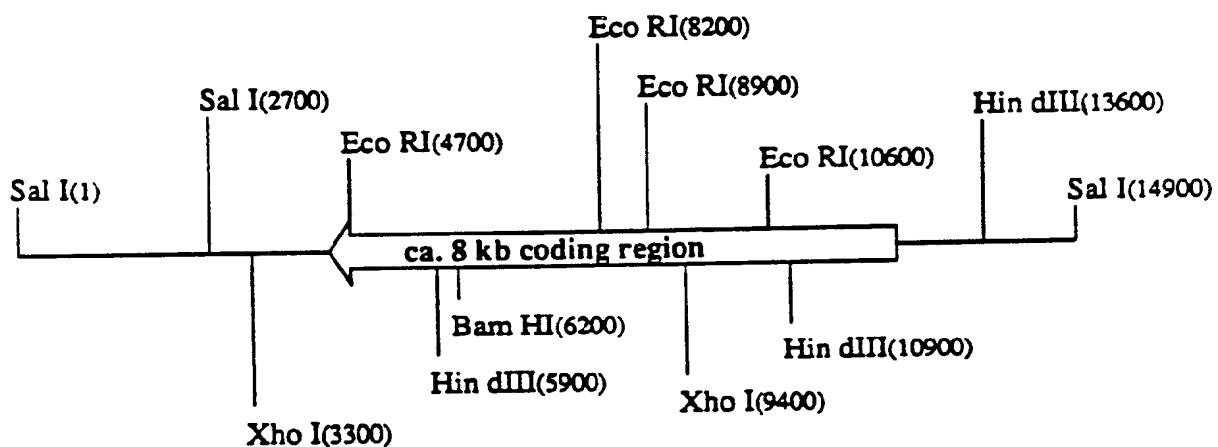 Eco RI(8200)
Eco RI(8900)
Sal I(2700)
Hin dIII(13600)
Eco RI(4700)
Eco RI(10600)
Sal I(1)
Sal I(14900)
ca. 8 kb coding region
Bam HI(6200)
Hin dIII(10900)
Hin dIII(5900)
Xho I(9400)
Xho I(3300)